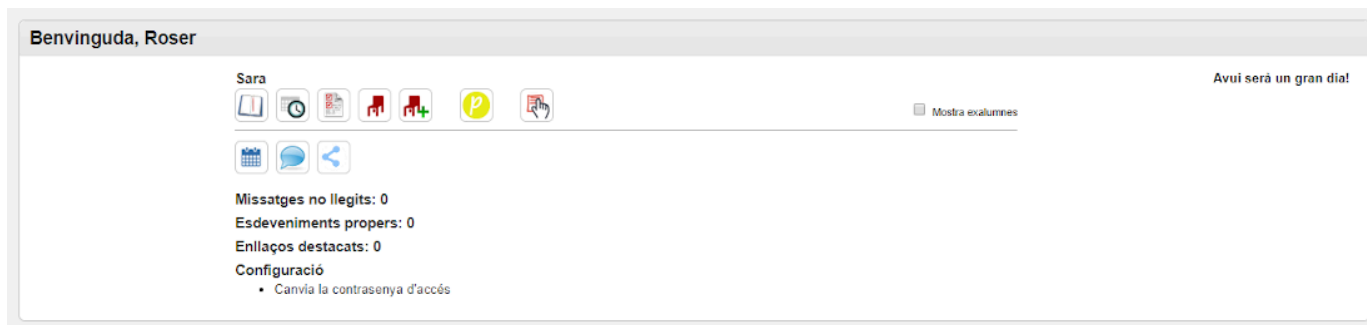 Benvinguda, Roser
Sara
Avui serà un gran dia!
Mostra exalumnes
Missatges no llegits: 0
Esdeveniments propers: 0
Enllaços destacats: 0
Configuració
Canvia la contrasenya d'accés